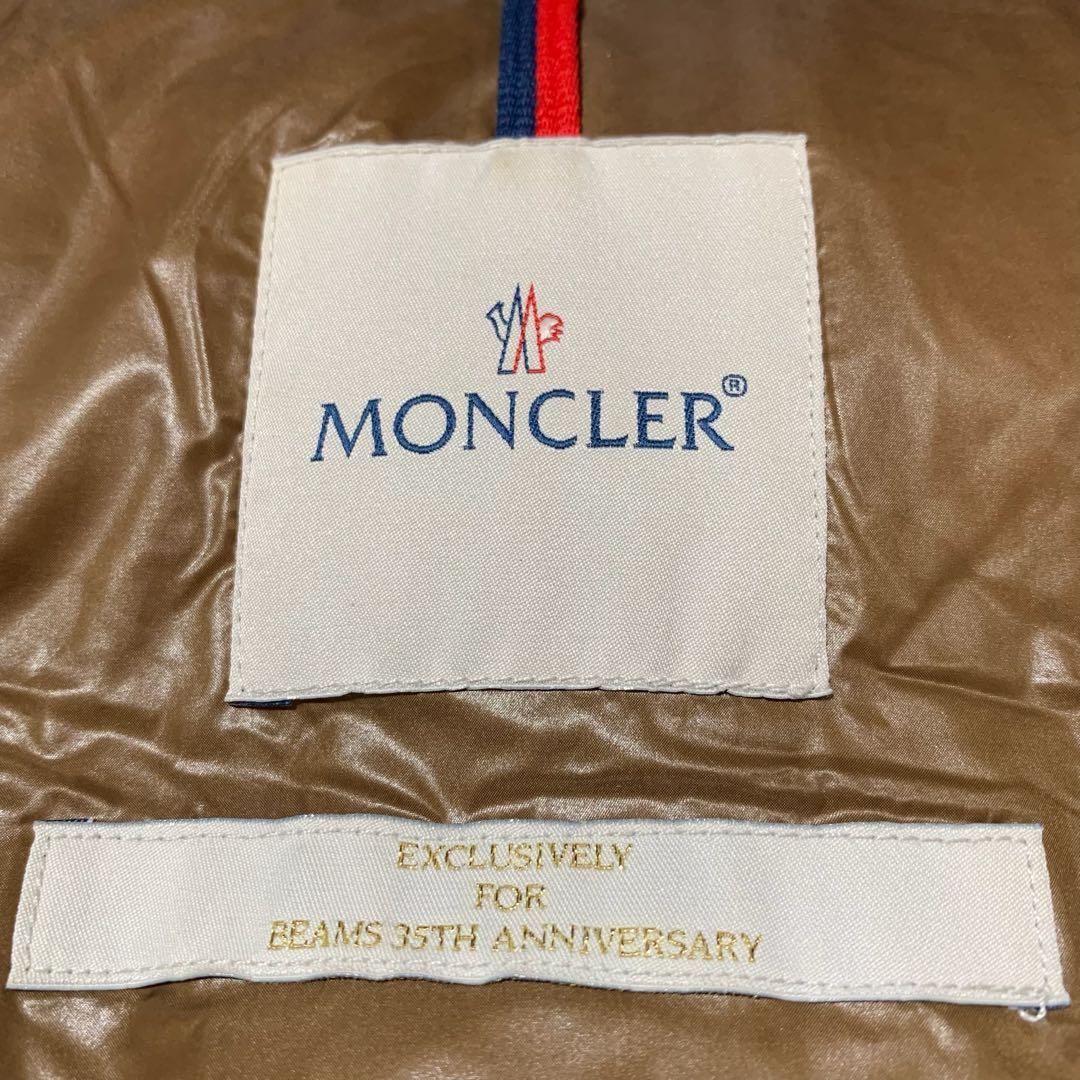 MONCLER®
EXCLUSIVELY
FOR
BEAMS 35TH ANNIVERSARY